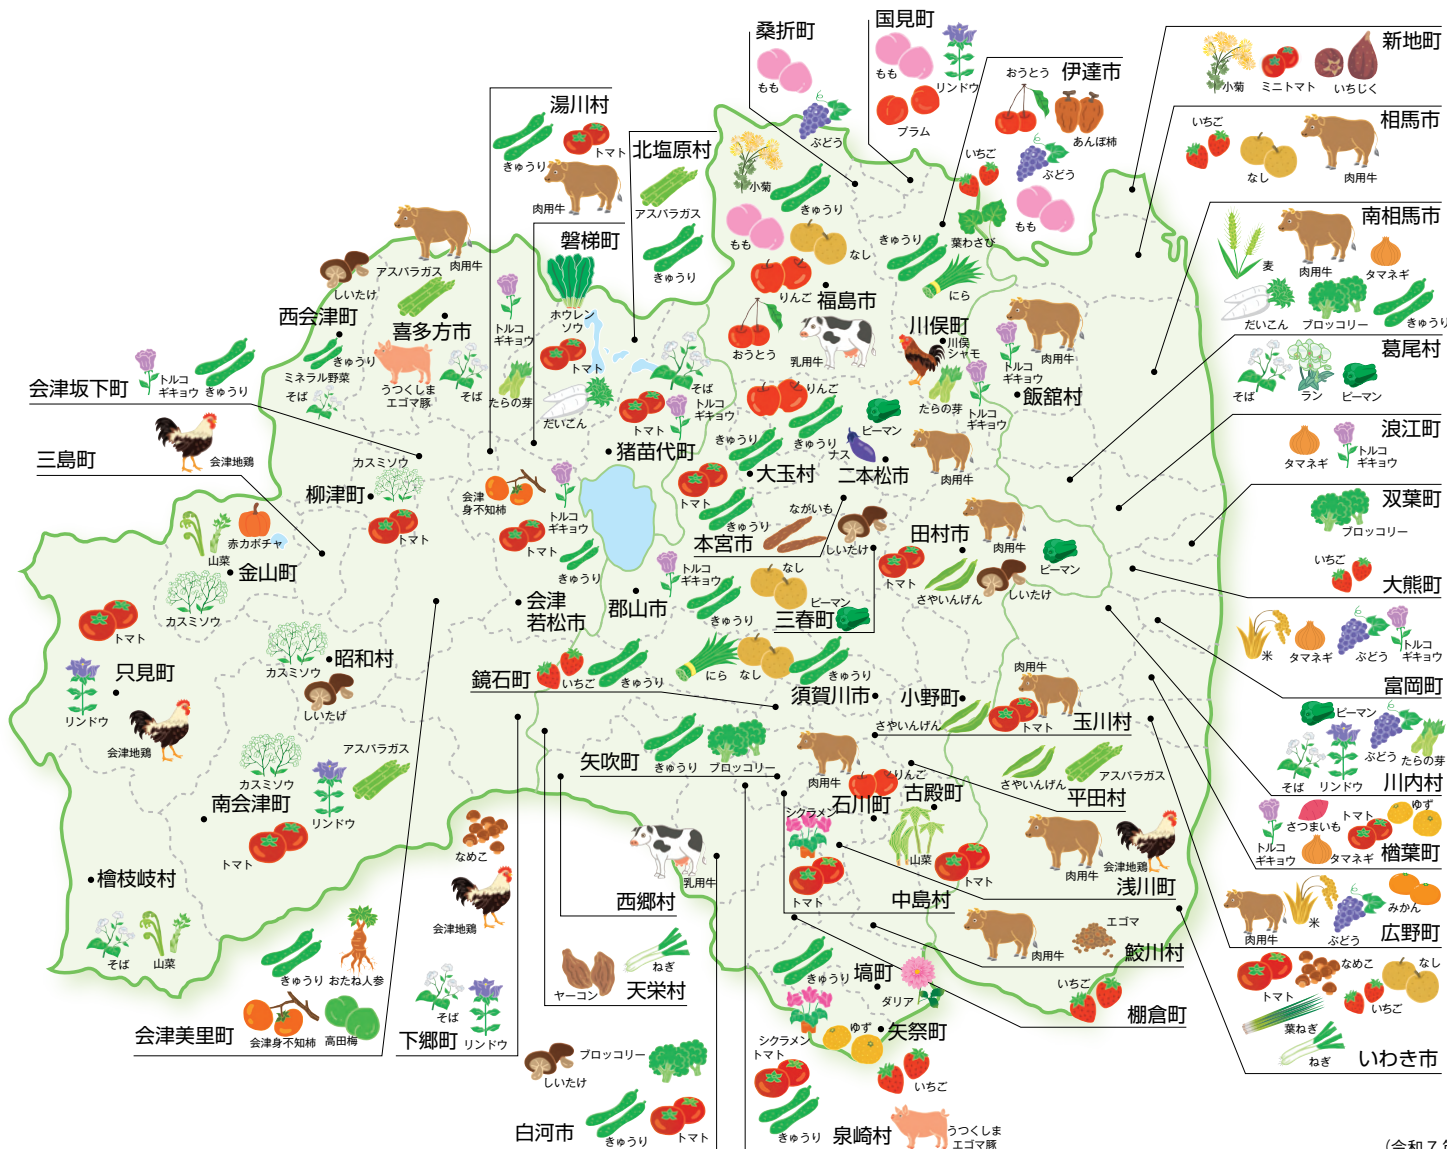 桑折町
もも
ぶどう
国見町
もも
リンドウ
プラム
おうとう
伊達市
あんぽ柿
いちご
ぶどう
葉わさび
もも
きゅうり
にら
新地町
小菊
ミニトマト
いちじく
相馬市
いちご
なし
肉用牛
南相馬市
麦
肉用牛
タマネギ
だいこん
ブロッコリー
きゅうり
葛尾村
そば
ラン
ピーマン
浪江町
タマネギ
トルコ
ギキョウ
双葉町
ブロッコリー
いちご
大熊町
米
タマネギ
ぶどう
トルコ
ギキョウ
富岡町
ピーマン
そば
リンドウ
ぶどう
たらの芽
川内村
トルコ
ギキョウ
さつまいも
タマネギ
トマト
ゆず
楢葉町
肉用牛
米
ぶどう
みかん
広野町
トマト
なめこ
いちご
なし
葉ねぎ
ねぎ
いわき市
湯川村
きゅうり
トマト
肉用牛
北塩原村
アスパラガス
きゅうり
磐梯町
ホウレン
ソウ
トマト
だいこん
小菊
きゅうり
もも
なし
りんご
福島市
おうとう
乳用牛
川俣町
川俣
シャモ
たらの芽
トルコ
ギキョウ
トルコ
ギキョウ
肉用牛
飯舘村
肉用牛
アスパラガス
しいたけ
西会津町
喜多方市
きゅうり
ミネラル野菜
そば
うつくしま
エゴマ豚
そば
トルコ
ギキョウ
たらの芽
会津坂下町
トルコ
ギキョウ
きゅうり
三島町
会津地鶏
カスミソウ
柳津町
トマト
そば
トマト
トルコ
ギキョウ
猪苗代町
りんご
きゅうり
きゅうり
大玉村
トマト
きゅうり
ピーマン
ナス
二本松市
肉用牛
ながいも
本宮市
しいたけ
会津
身不知柿
トルコ
ギキョウ
トマト
きゅうり
会津
若松市
山菜
赤カボチャ
金山町
カスミソウ
トルコ
ギキョウ
郡山市
きゅうり
なし
ピーマン
三春町
トマト
田村市
肉用牛
さやいんげん
しいたけ
ピーマン
トマト
只見町
リンドウ
会津地鶏
カスミソウ
昭和村
しいたけ
鏡石町
いちご
きゅうり
にら
なし
きゅうり
須賀川市
小野町
さやいんげん
肉用牛
トマト
玉川村
カスミソウ
南会津町
リンドウ
アスパラガス
トマト
矢吹町
きゅうり
ブロッコリー
肉用牛
りんご
石川町
古殿町
山菜
トマト
さやいんげん
アスパラガス
平田村
シクラメン
トマト
中島村
肉用牛
会津地鶏
浅川町
檜枝岐村
そば
山菜
なめこ
会津地鶏
乳用牛
西郷村
肉用牛
エゴマ
鮫川村
きゅうり
おたね人参
会津美里町
会津身不知柿
高田梅
そば
下郷町
リンドウ
ヤーコン
ねぎ
天栄村
きゅうり
塙町
ダリア
いちご
棚倉町
シクラメン
ゆず
矢祭町
いちご
しいたけ
ブロッコリー
白河市
きゅうり
トマト
トマト
きゅうり
泉崎村
うつくしま
エゴマ豚